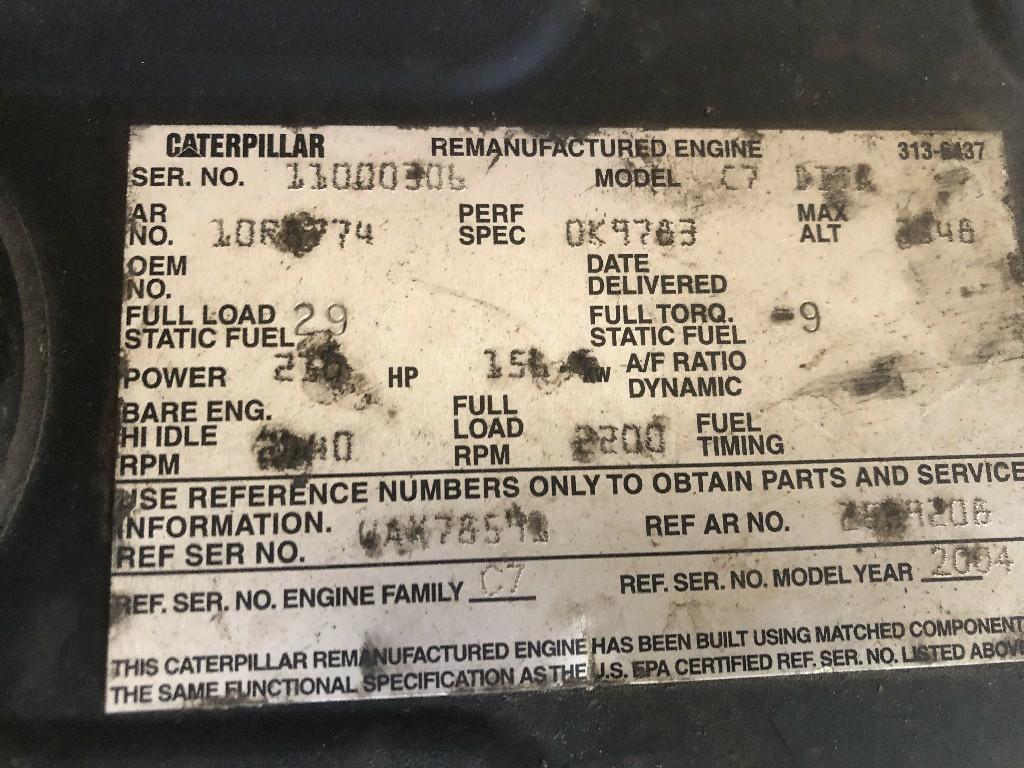 CATERPILLAR REMANUFACTURED ENGINE
SER. NO. MODEL C7
AR NO. PERF SPEC 0K9783 MAX ALT
OEM NO. DATE DELIVERED
FULL LOAD STATIC FUEL 29 FULL TORQ. STATIC FUEL -9
POWER HP A/F RATIO DYNAMIC
BARE ENG. HI IDLE RPM FULL LOAD RPM 2200 FUEL TIMING
USE REFERENCE NUMBERS ONLY TO OBTAIN PARTS AND SERVICE
INFORMATION.
REF SER NO. REF AR NO.
REF. SER. NO. ENGINE FAMILY C7 REF. SER. NO. MODEL YEAR 2004
THIS CATERPILLAR REMANUFACTURED ENGINE HAS BEEN BUILT USING MATCHED COMPONENT
THE SAME FUNCTIONAL SPECIFICATION AS THE U.S. EPA CERTIFIED REF. SER. NO. LISTED ABOV